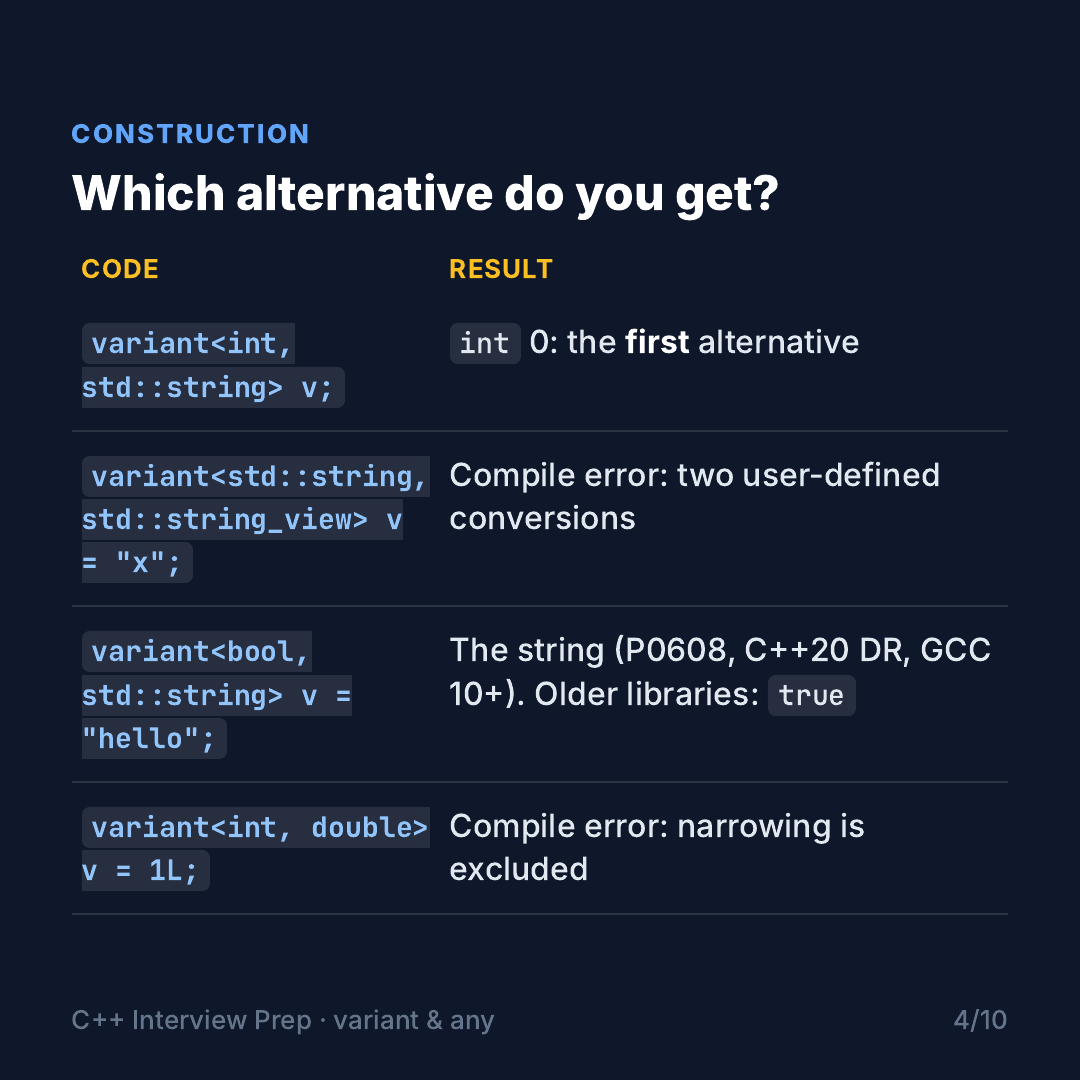 CONSTRUCTION
Which alternative do you get?
CODE
RESULT
variant<int,
std::string> v;
int 0: the first alternative
variant<std::string,
std::string_view> v
= "x";
Compile error: two user-defined
conversions
variant<bool,
std::string> v =
"hello";
The string (P0608, C++20 DR, GCC
10+). Older libraries: true
variant<int, double>
v = 1L;
Compile error: narrowing is
excluded
C++ Interview Prep · variant & any
4/10